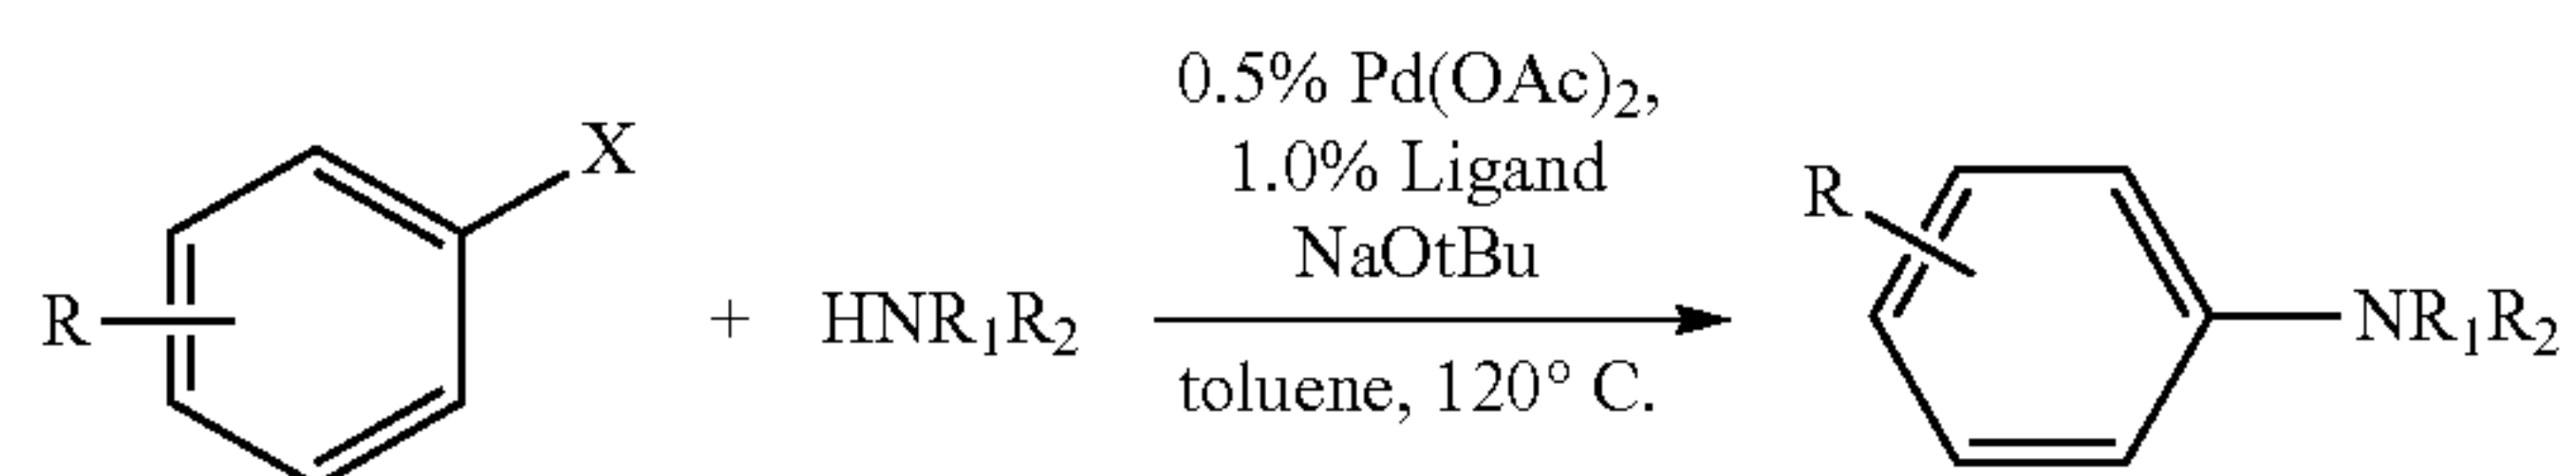 X
R
+
HNR₁R₂
0.5% Pd(OAc)₂,
1.0% Ligand
NaOtBu
toluene, 120° C.
R
NR₁R₂